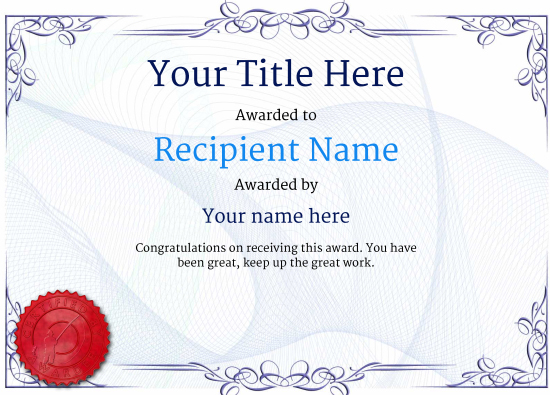 Your Title Here
Awarded to
Recipient Name
Awarded by
Your name here
Congratulations on receiving this award. You have
been great, keep up the great work.